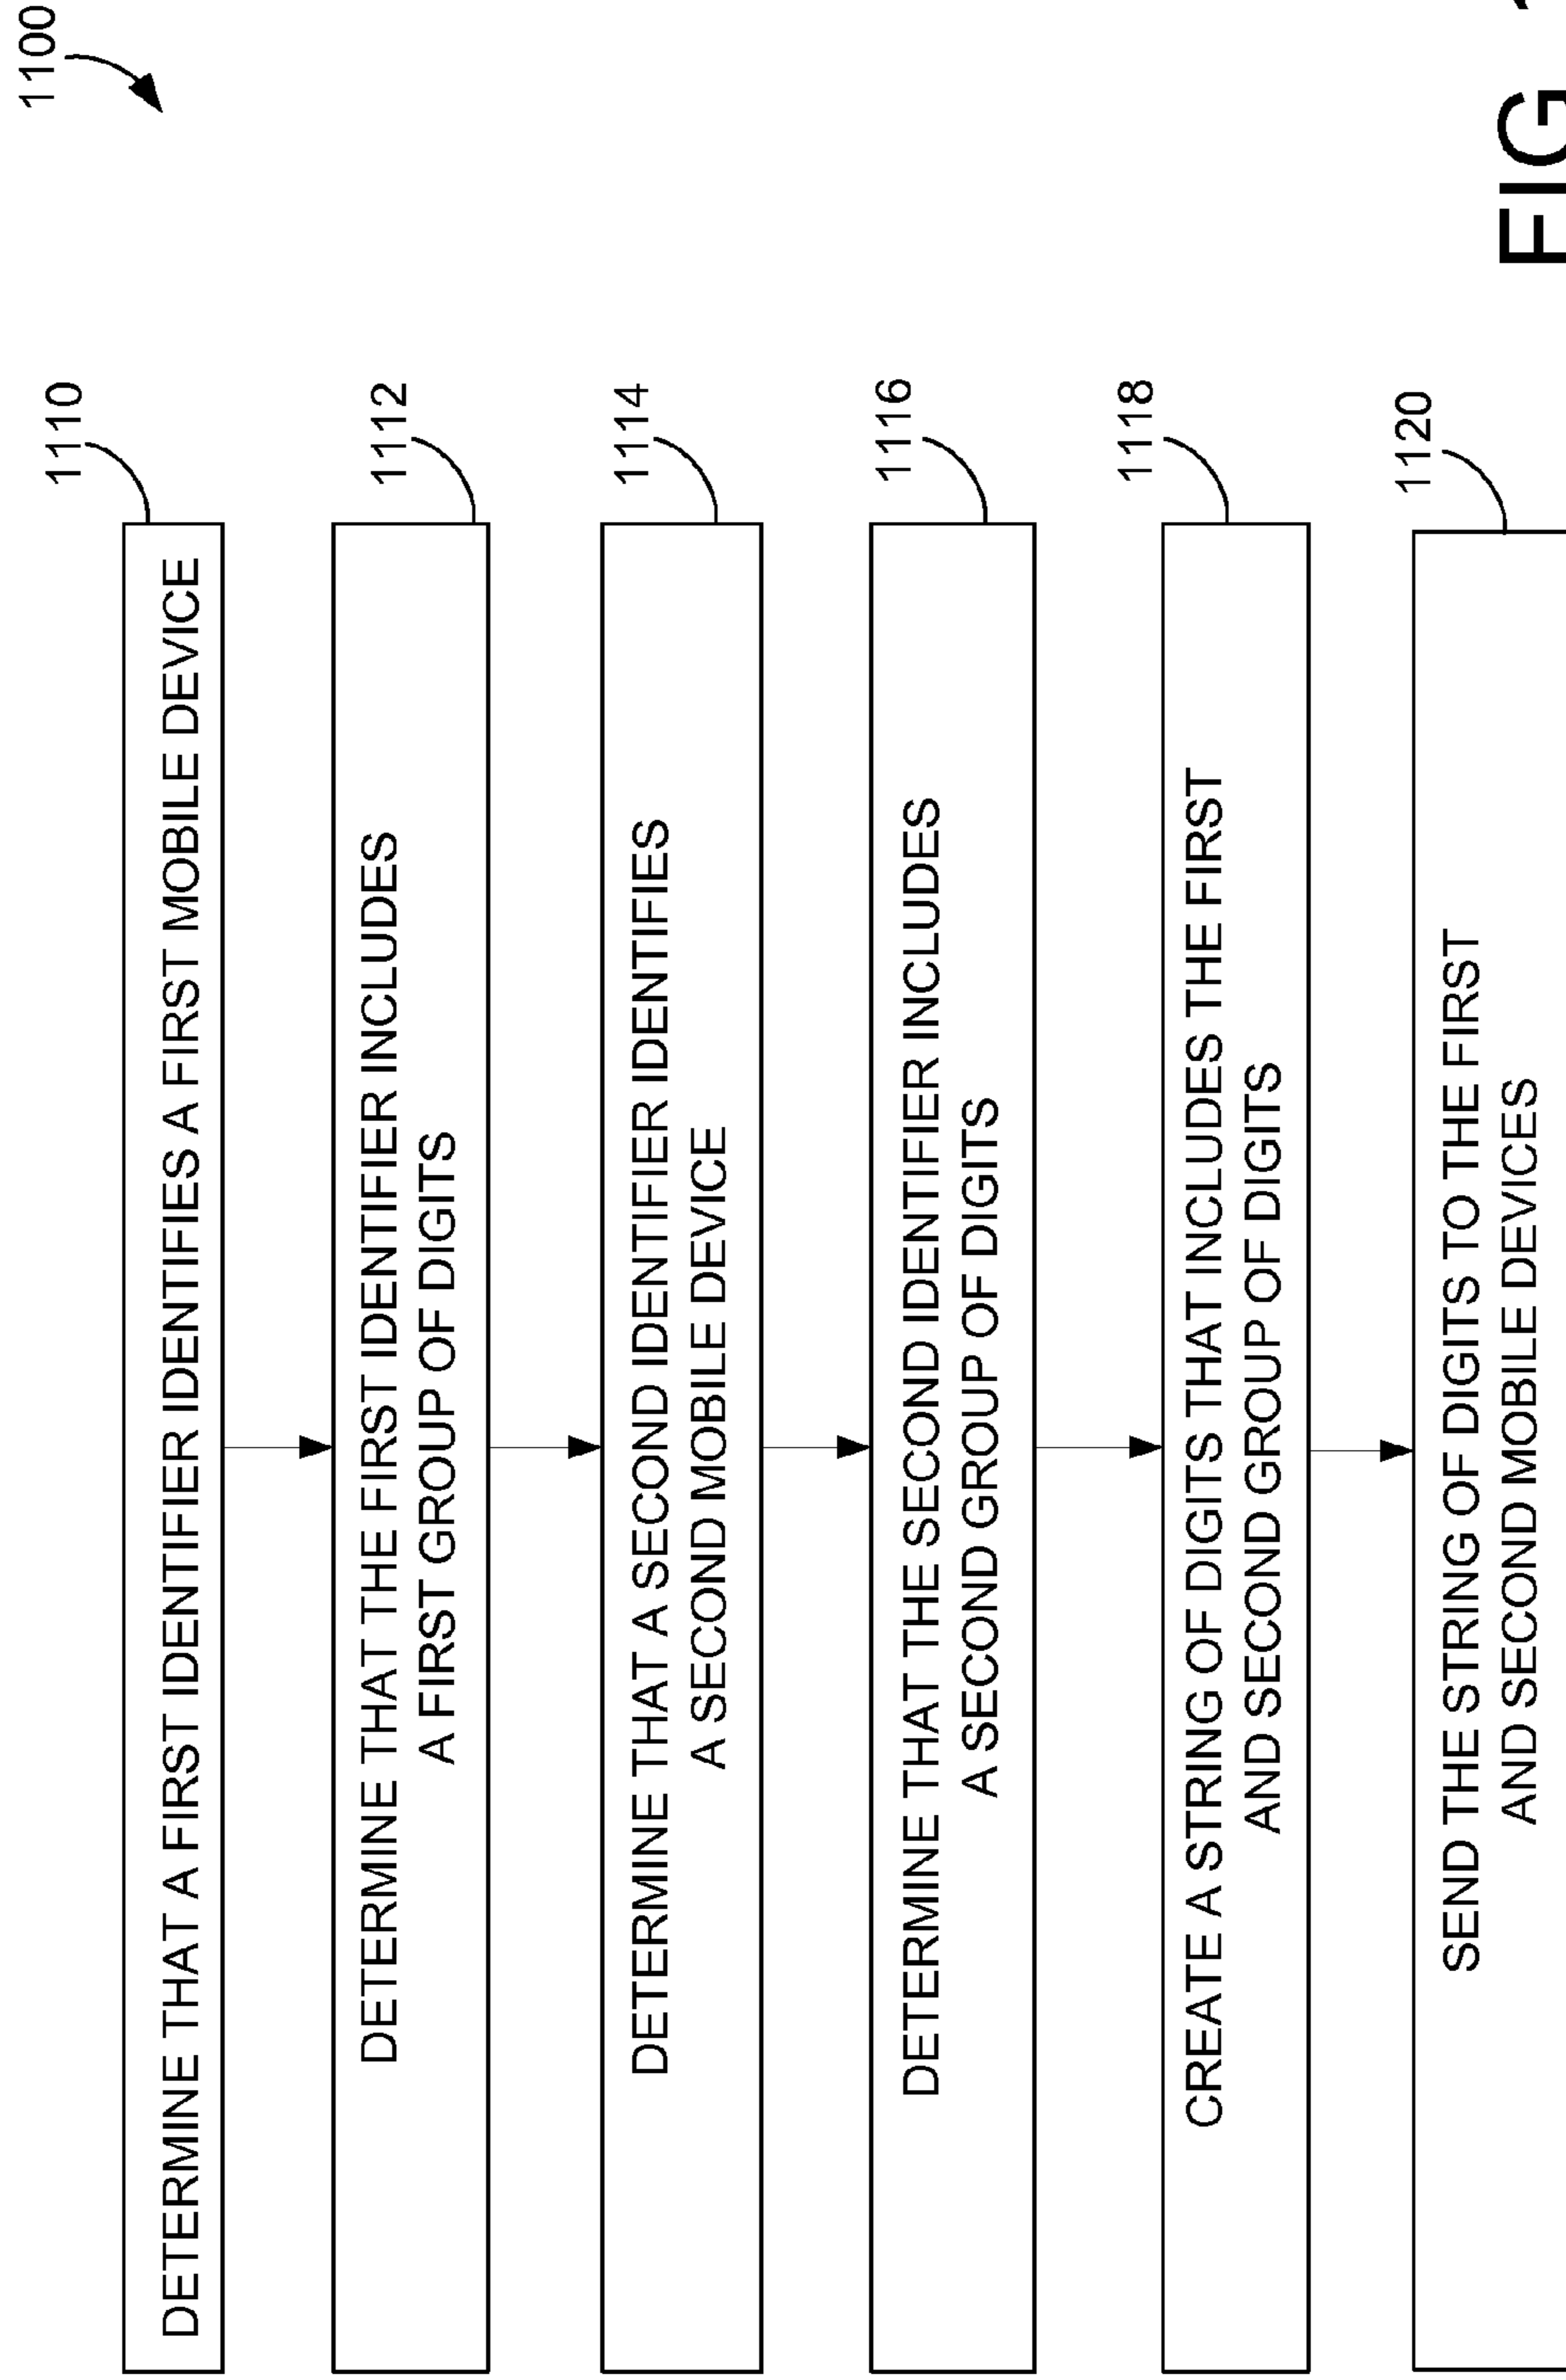 1100
1110
DETERMINE THAT A FIRST IDENTIFIER IDENTIFIES A FIRST MOBILE DEVICE
1112
DETERMINE THAT THE FIRST IDENTIFIER INCLUDES
A FIRST GROUP OF DIGITS
1114
DETERMINE THAT A SECOND IDENTIFIER IDENTIFIES
A SECOND MOBILE DEVICE
1116
DETERMINE THAT THE SECOND IDENTIFIER INCLUDES
A SECOND GROUP OF DIGITS
1118
CREATE A STRING OF DIGITS THAT INCLUDES THE FIRST
AND SECOND GROUP OF DIGITS
1120
SEND THE STRING OF DIGITS TO THE FIRST
AND SECOND MOBILE DEVICES
FIG